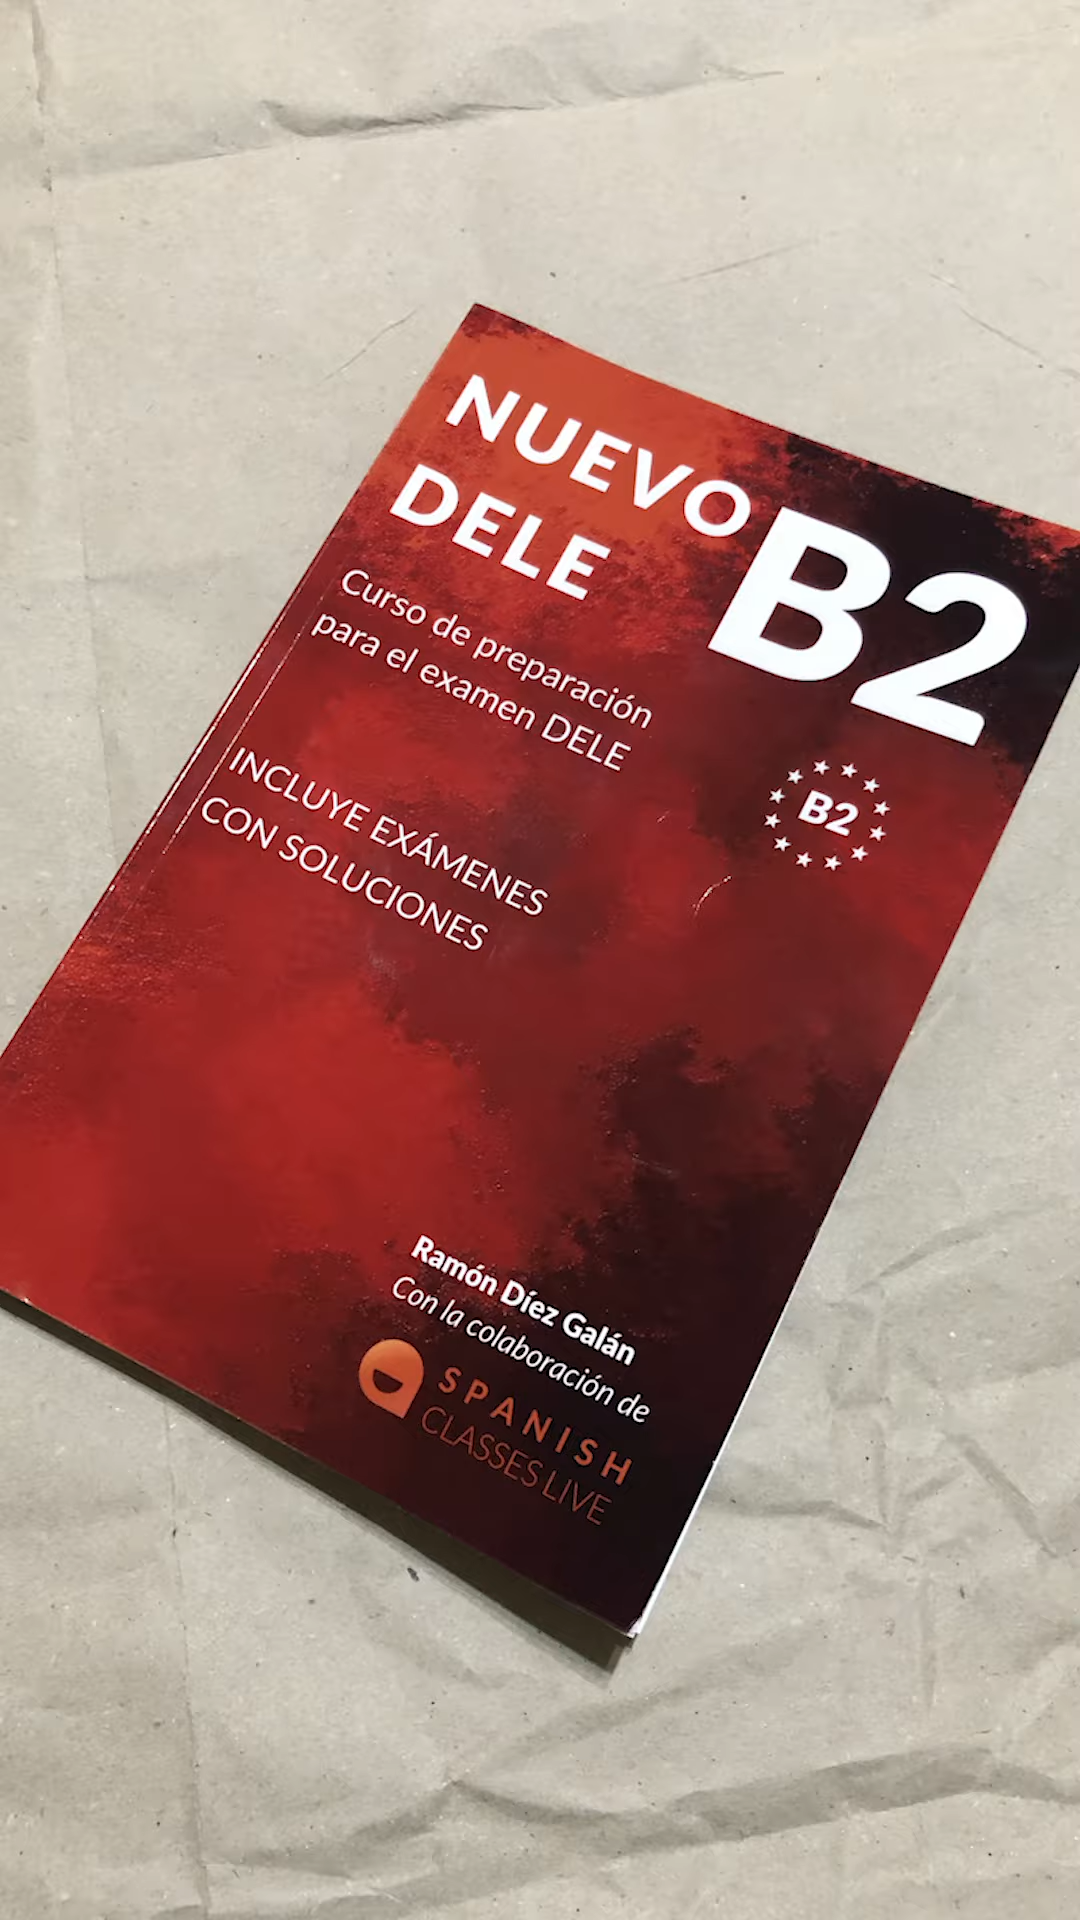 NUEVO
DELE
B2
Curso de preparación
para el examen DELE
B2
INCLUYE EXÁMENES
CON SOLUCIONES
Ramón Díez Galán
Con la colaboración de
SPANISH
CLASSES LIVE